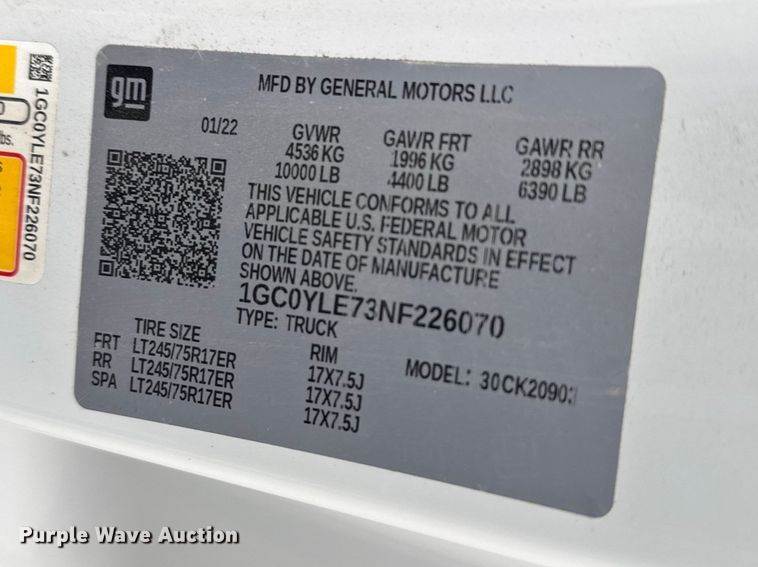 gm
MFD BY GENERAL MOTORS LLC
01/22 GVWR GAWR FRT GAWR RR
4536 KG 1996 KG 2898 KG
10000 LB 4400 LB 6390 LB
THIS VEHICLE CONFORMS TO ALL
APPLICABLE U.S. FEDERAL MOTOR
VEHICLE SAFETY STANDARDS IN EFFECT
ON THE DATE OF MANUFACTURE
SHOWN ABOVE.
1GC0YLE73NF226070
TYPE: TRUCK
TIRE SIZE RIM
FRT LT245/75R17ER 17X7.5J
RR LT245/75R17ER 17X7.5J
SPA LT245/75R17ER 17X7.5J
MODEL: 30CK2090
1GC0YLE73NF226070
lbs.
Purple Wave Auction